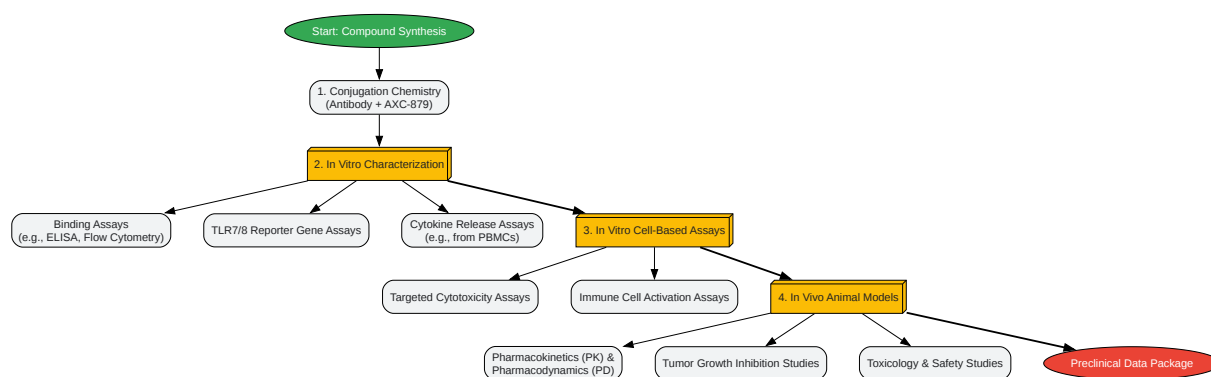 Start: Compound Synthesis
1. Conjugation Chemistry
(Antibody + AXC-879)
2. In Vitro Characterization
Binding Assays
(e.g., ELISA, Flow Cytometry)
TLR7/8 Reporter Gene Assays
Cytokine Release Assays
(e.g., from PBMCs)
3. In Vitro Cell-Based Assays
Targeted Cytotoxicity Assays
Immune Cell Activation Assays
4. In Vivo Animal Models
Pharmacokinetics (PK) &
Pharmacodynamics (PD)
Tumor Growth Inhibition Studies
Toxicology & Safety Studies
Preclinical Data Package